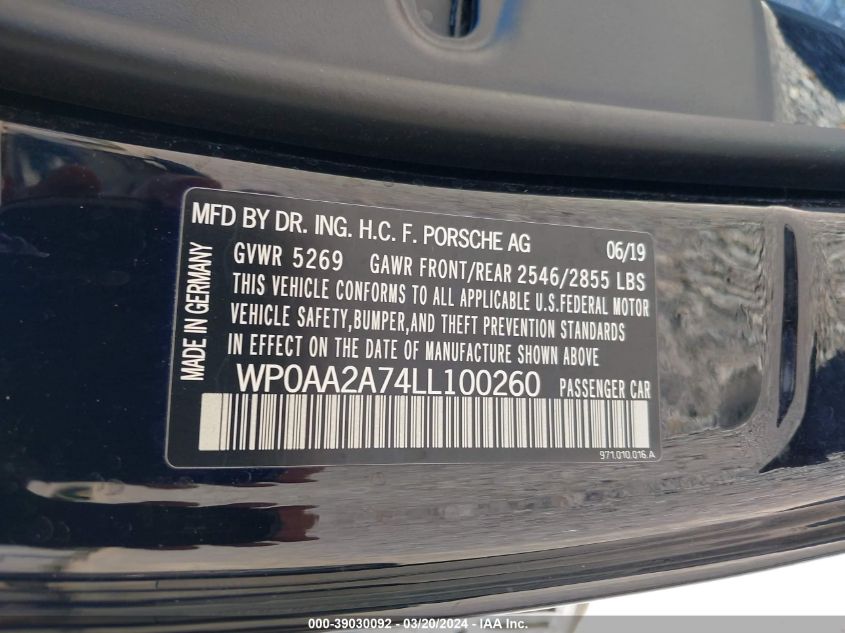 MFD BY DR. ING. H.C. F. PORSCHE AG 06/19
GVWR 5269 GAWR FRONT/REAR 2546/2855 LBS
THIS VEHICLE CONFORMS TO ALL APPLICABLE U.S.FEDERAL MOTOR
VEHICLE SAFETY,BUMPER,AND THEFT PREVENTION STANDARDS
IN EFFECT ON THE DATE OF MANUFACTURE SHOWN ABOVE
WP0AA2A74LL100260 PASSENGER CAR
971.010.016.A
MADE IN GERMANY
000-39030092 - 03/20/2024 - IAA Inc.